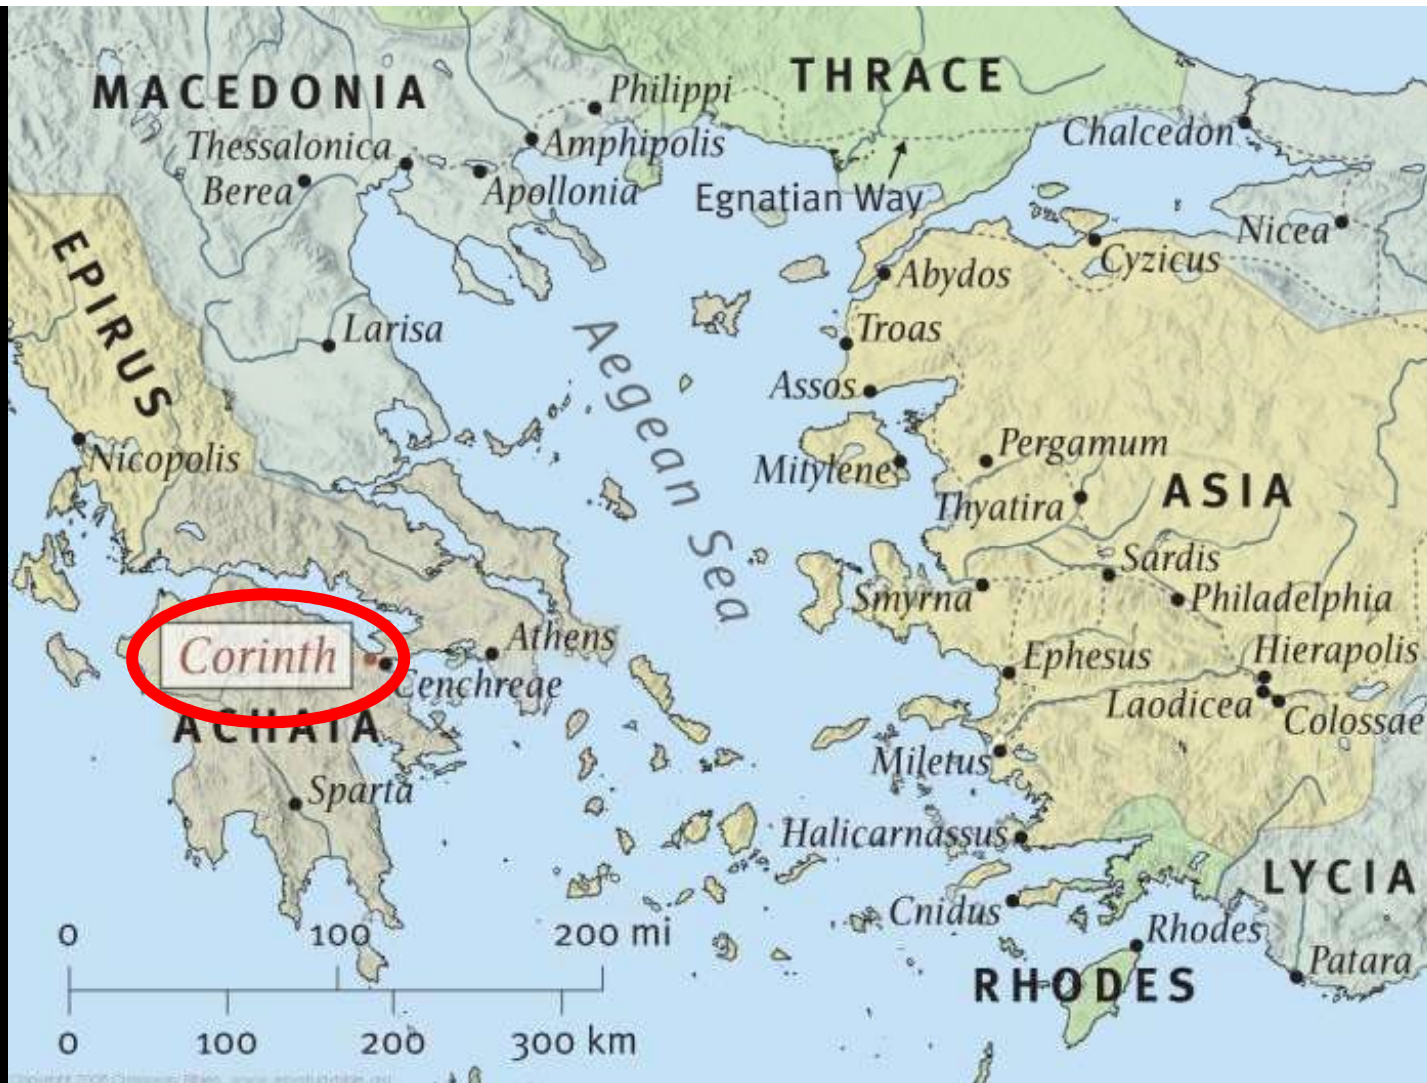 MACEDONIA
THRACE
Philippi
Amphipolis
Thessalonica
Berea
Apollonia
Egnatian Way
Chalcedon
Nicea
Cyzicus
Abydos
EPIRUS
Larisa
Troas
Assos
Aegean Sea
Nicopolis
Mitylene
Pergamum
Thyatira
ASIA
Sardis
Smyrna
Philadelphia
Corinth
Cenchreae
Athens
Ephesus
Hierapolis
Laodicea
Colossae
ACHAIA
Miletus
Sparta
Halicarnassus
LYCIA
Cnidus
Rhodes
RHODES
Patara
0 100 200 mi
0 100 200 300 km